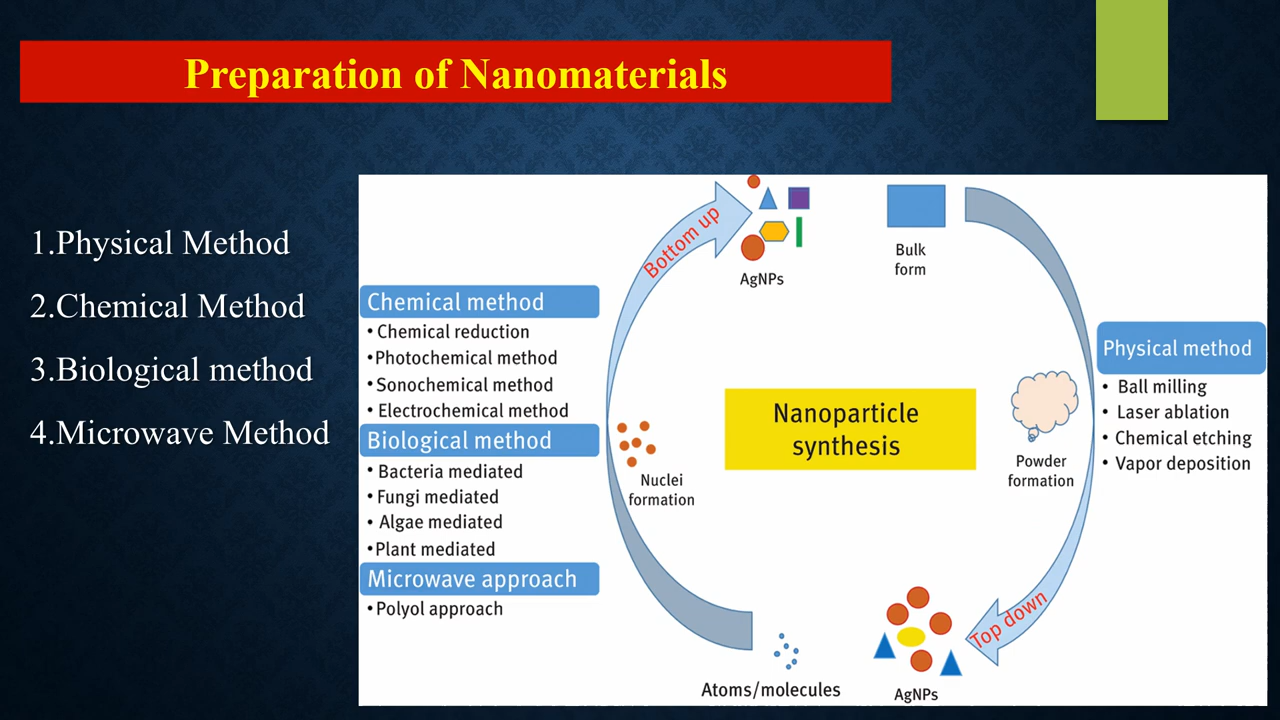 Preparation of Nanomaterials
1.Physical Method
2.Chemical Method
3.Biological method
4.Microwave Method
Bottom up
AgNPs
Bulk
form
Chemical method
• Chemical reduction
• Photochemical method
• Sonochemical method
• Electrochemical method
Biological method
• Bacteria mediated
• Fungi mediated
• Algae mediated
• Plant mediated
Microwave approach
• Polyol approach
Nuclei
formation
Nanoparticle
synthesis
Powder
formation
Physical method
• Ball milling
• Laser ablation
• Chemical etching
• Vapor deposition
Top down
Atoms/molecules
AgNPs